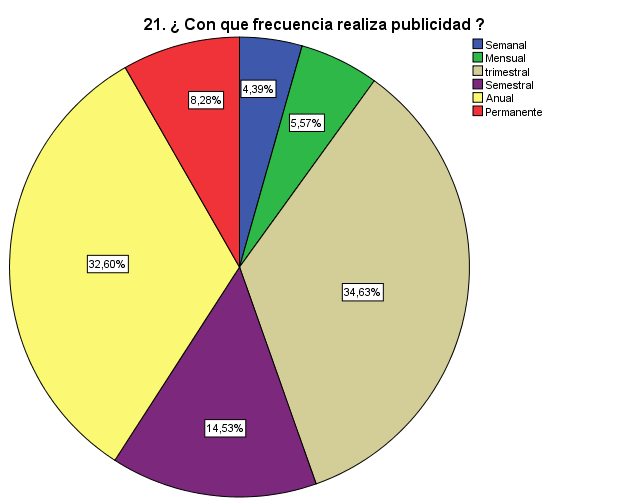 21. ¿ Con que frecuencia realiza publicidad ?
Semanal
Mensual
trimestral
Semestral
Anual
Permanente
4,39%
5,57%
8,28%
32,60%
34,63%
14,53%